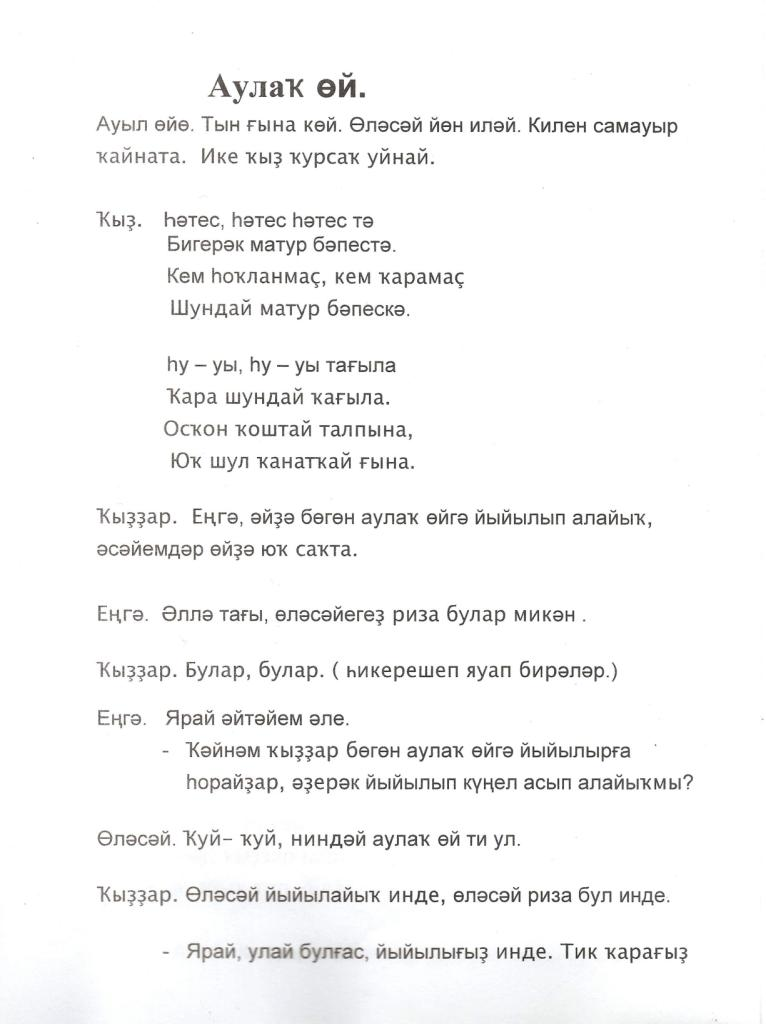 Аулаҡ өй.
Ауыл өйө. Тын ғына көй. Өләсәй йөн иләй. Килен самауыр
ҡайната. Ике ҡыҙ ҡурсаҡ уйнай.
Ҡыҙ. Һәтес, һәтес һәтес тә
Бигерәк матур бәпестә.
Кем һоҡланмаҫ, кем ҡарамаҫ
Шундай матур бәпескә.
һу – уы, һу – уы тағыла
Ҡара шундай ҡағыла.
Осҡон ҡоштай талпына,
Юҡ шул ҡанатҡай ғына.
Ҡыҙҙар. Еңгә, әйҙә бөгөн аулаҡ өйгә йыйылып алайыҡ,
әсәйемдәр өйҙә юҡ саҡта.
Еңгә. Әллә тағы, өләсәйегеҙ риза булар микән .
Ҡыҙҙар. Булар, булар. ( һикерешеп яуап бирәләр.)
Еңгә. Ярай әйтәйем әле.
- Ҡәйнәм ҡыҙҙар бөгөн аулаҡ өйгә йыйылырға
һорайҙар, әҙерәк йыйылып күңел асып алайыҡмы?
Өләсәй. Ҡуй– ҡуй, ниндәй аулаҡ өй ти ул.
Ҡыҙҙар. Өләсәй йыйылайыҡ инде, өләсәй риза бул инде.
- Ярай, улай булғас, йыйылығыҙ инде. Тик ҡарағыҙ